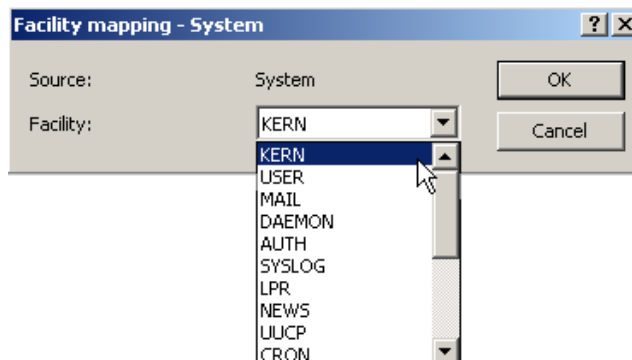 Facility mapping - System
Source: System OK
Facility: KERN Cancel
KERN
USER
MAIL
DAEMON
AUTH
SYSLOG
LPR
NEWS
UUCP
CRON